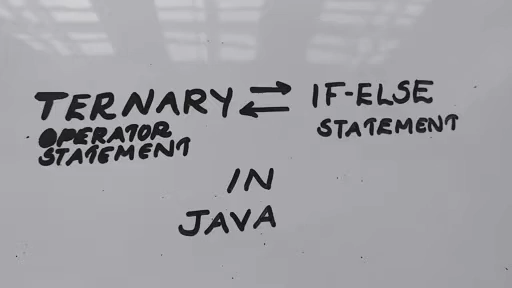 TERNARY ⇄ IF-ELSE
OPERATOR STATEMENT
STATEMENT
IN
JAVA